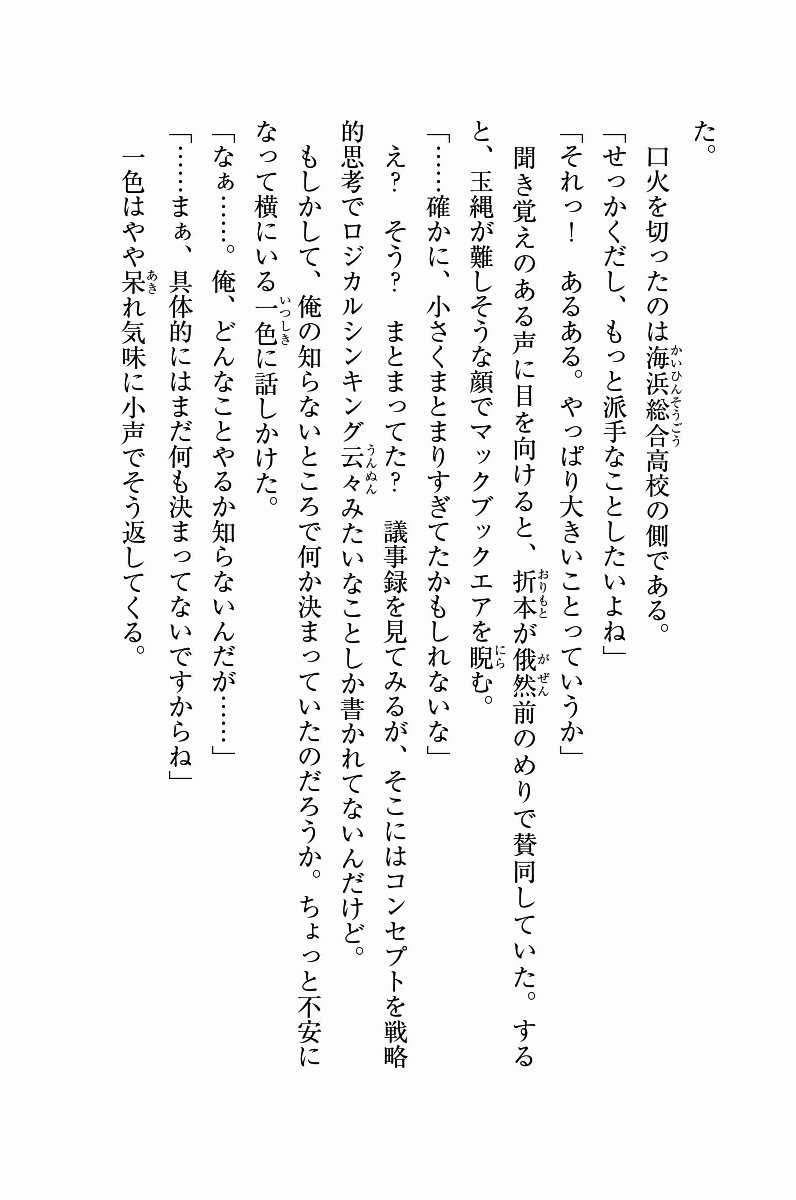 た。
口火を切ったのは海浜総合高校の側である。
「せっかくだし、もっと派手なことしたいよね」
「それっ！　あるある。やっぱり大きいことっていうか」
聞き覚えのある声に目を向けると、折本が俄然前のめりで賛同していた。する
と、玉縄が難しそうな顔でマックブックエアを睨む。
「……確かに、小さくまとまりすぎてたかもしれないな」
え？　そう？　まとまってた？　議事録を見てみるが、そこにはコンセプトを戦略
的思考でロジカルシンキング云々みたいなことしか書かれてないんだけど。
もしかして、俺の知らないところで何か決まっていたのだろうか。ちょっと不安に
なって横にいる一色に話しかけた。
「なぁ……。俺、どんなことやるか知らないんだが……」
「……まぁ、具体的にはまだ何も決まってないですからね」
一色はやや呆れ気味に小声でそう返してくる。